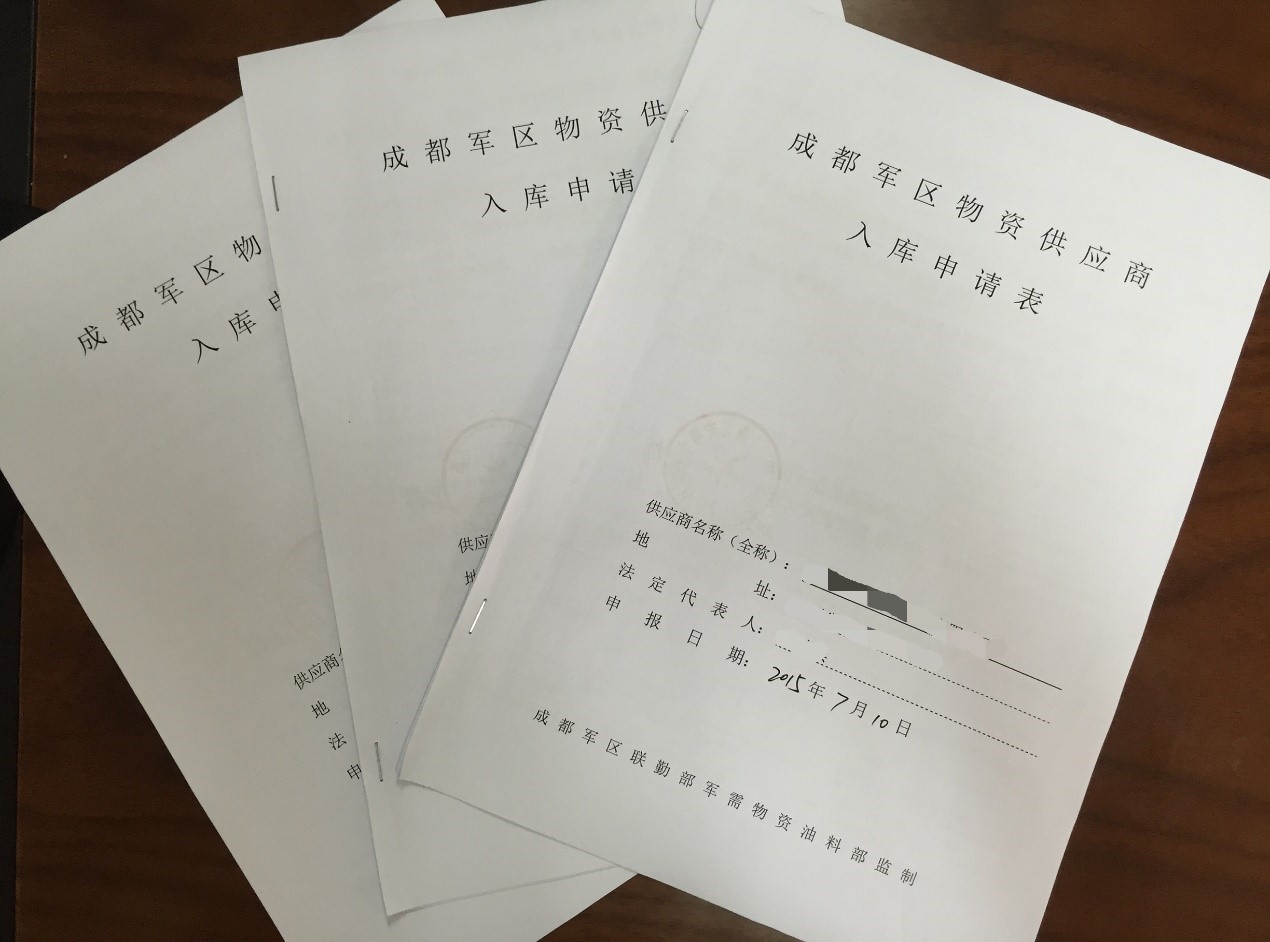 成都军区物
入库申
供应商名
地
法
申
成都军区物资供
入库申请
供应
地
成都军区物资供应商
入库申请表
供应商名称（全称）：
地址：
法定代表人：
申报日期：2015年7月10日
成都军区联勤部军需物资油料部监制